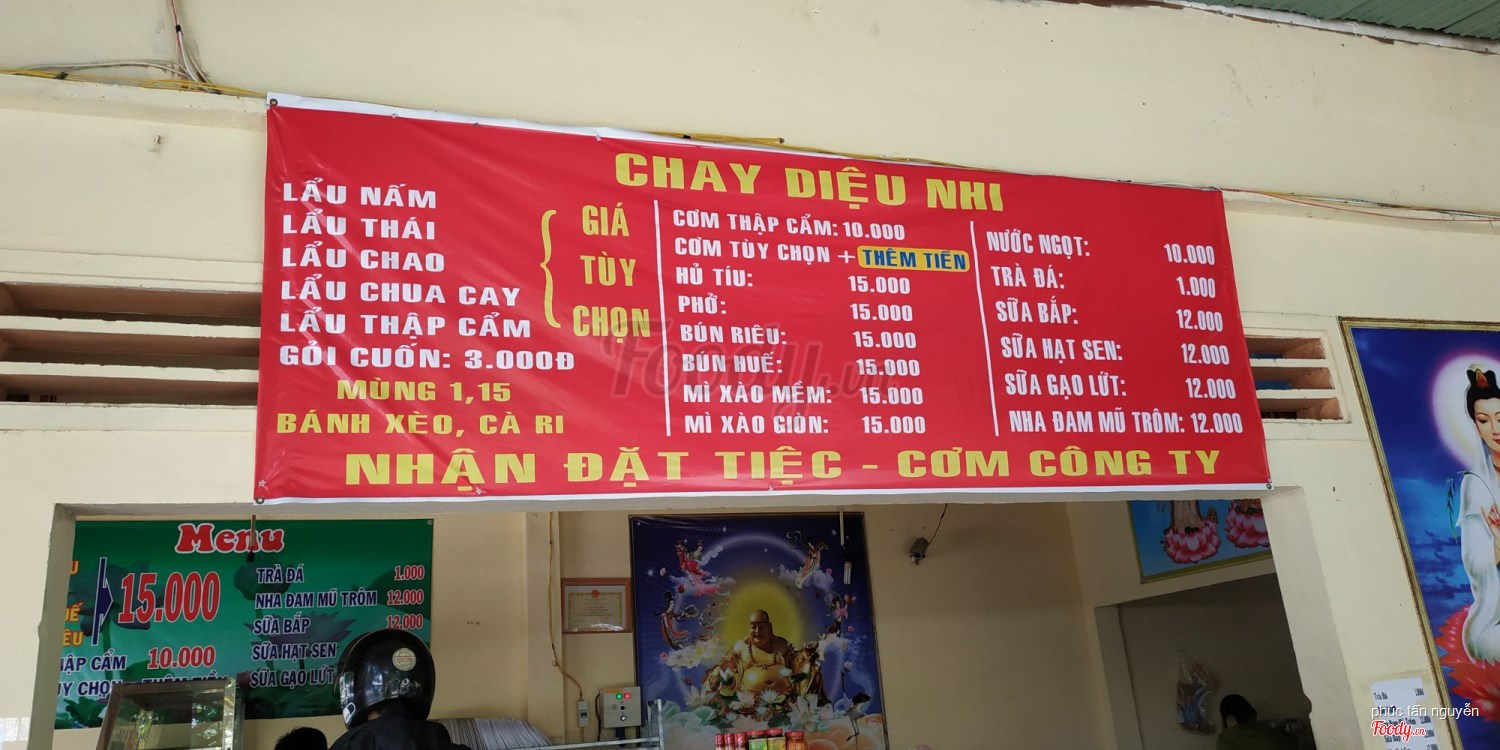 CHAY DIỆU NHI
LẨU NẤM
LẨU THÁI
LẨU CHAO
LẨU CHUA CAY
LẨU THẬP CẨM
GIÁ
TÙY
CHỌN
GỎI CUỐN: 3.000Đ
MÙNG 1,15
BÁNH XÈO, CÀ RI
CƠM THẬP CẨM: 10.000
CƠM TÙY CHỌN + THÊM TIỀN
HỦ TÍU: 15.000
PHỞ: 15.000
BÚN RIÊU: 15.000
BÚN HUẾ: 15.000
MÌ XÀO MỀM: 15.000
MÌ XÀO GIÒN: 15.000
NƯỚC NGỌT: 10.000
TRÀ ĐÁ: 1.000
SỮA BẮP: 12.000
SỮA HẠT SEN: 12.000
SỮA GẠO LỨT: 12.000
NHA ĐAM MŨ TRÔM: 12.000
NHẬN ĐẶT TIỆC - CƠM CÔNG TY
Foody.vn
Menu
15.000
10.000
TRÀ ĐÁ 1.000
NHA ĐAM MŨ TRÔM 12.000
SỮA BẮP 12.000
SỮA HẠT SEN
SỮA GẠO LỨT
CẨM
Trà Đá
phúc tấn nguyễn
Foody.vn